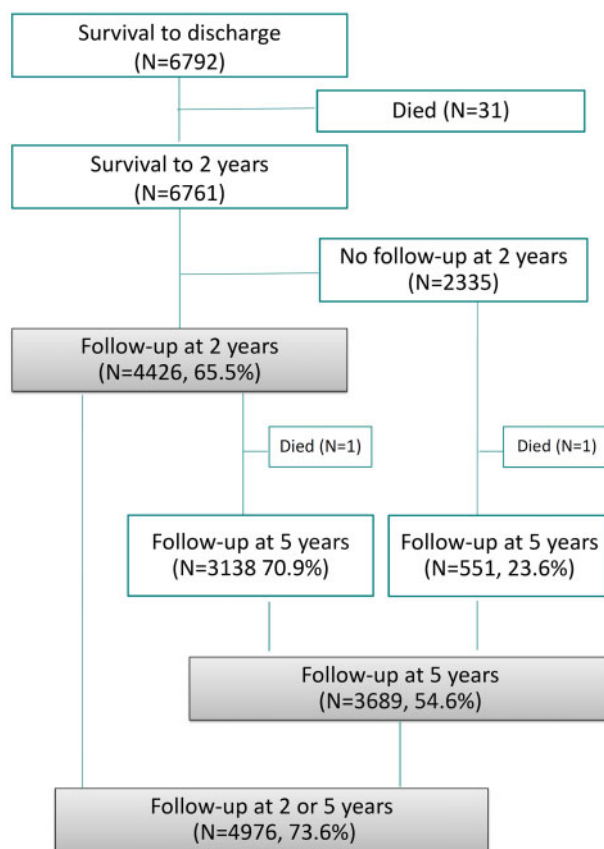 Survival to discharge
(N=6792)
Died (N=31)
Survival to 2 years
(N=6761)
No follow-up at 2 years
(N=2335)
Follow-up at 2 years
(N=4426, 65.5%)
Died (N=1)
Died (N=1)
Follow-up at 5 years
(N=3138 70.9%)
Follow-up at 5 years
(N=551, 23.6%)
Follow-up at 5 years
(N=3689, 54.6%)
Follow-up at 2 or 5 years
(N=4976, 73.6%)